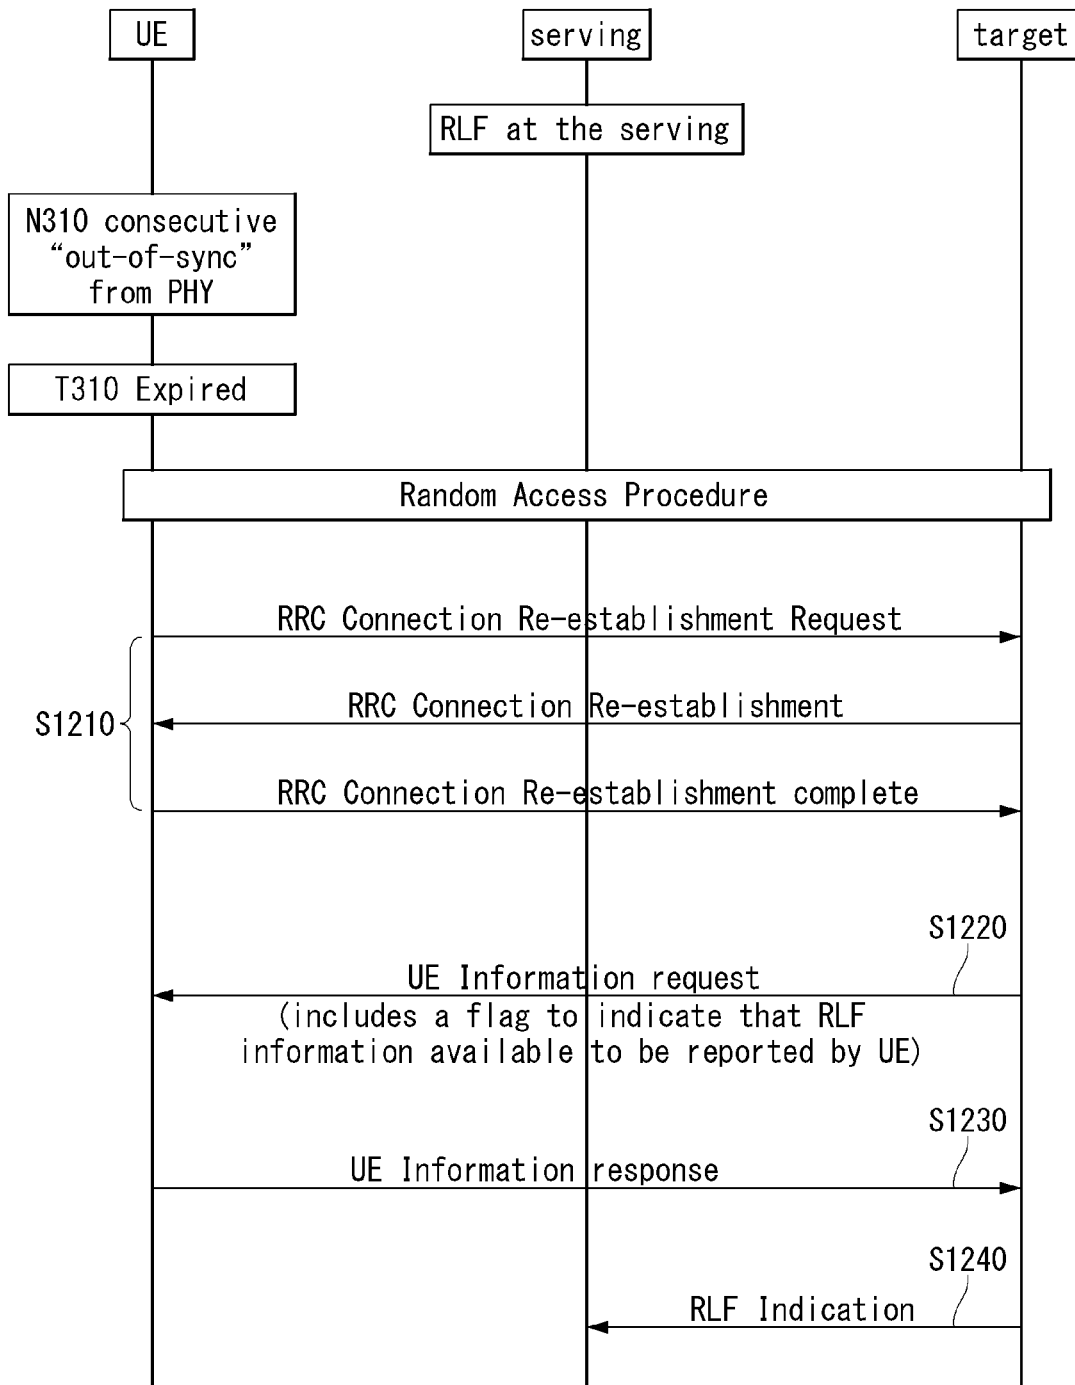 UE
serving
target
RLF at the serving
N310 consecutive
“out-of-sync”
from PHY
T310 Expired
Random Access Procedure
RRC Connection Re-establishment Request
S1210
RRC Connection Re-establishment
RRC Connection Re-establishment complete
S1220
UE Information request
(includes a flag to indicate that RLF
information available to be reported by UE)
S1230
UE Information response
S1240
RLF Indication